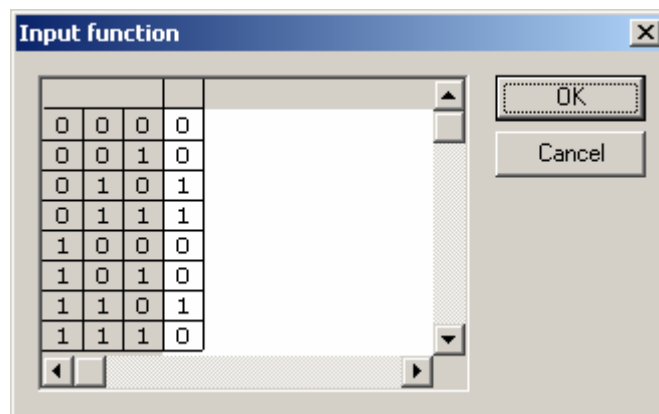 Input function
OK
Cancel
0 0 0 0
0 0 1 0
0 1 0 1
0 1 1 1
1 0 0 0
1 0 1 0
1 1 0 1
1 1 1 0